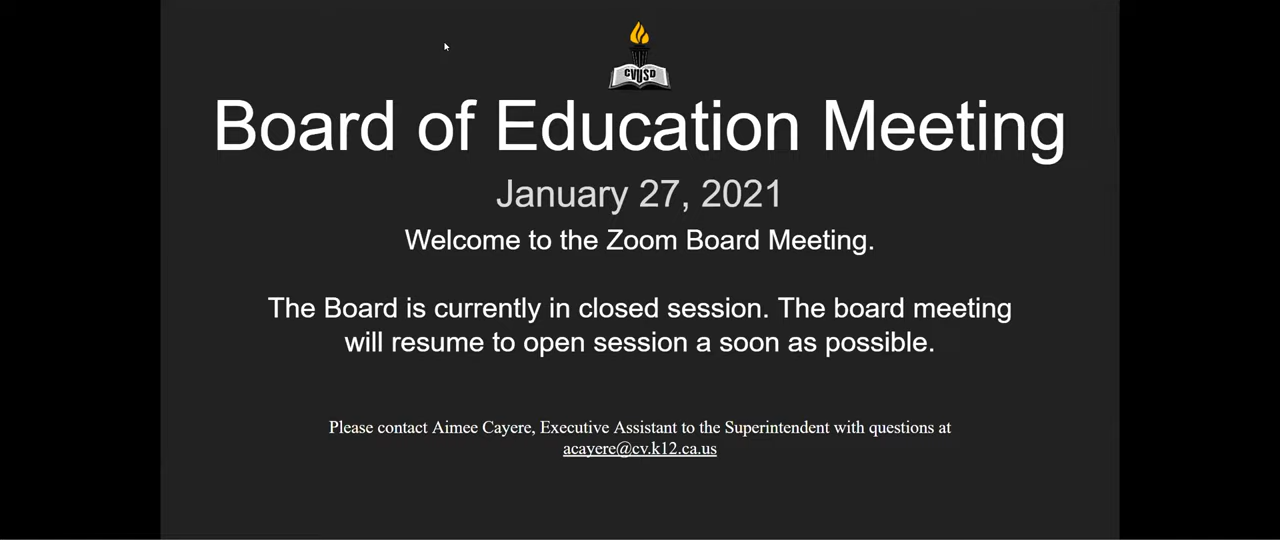 CVUSD
Board of Education Meeting
January 27, 2021
Welcome to the Zoom Board Meeting.
The Board is currently in closed session. The board meeting
will resume to open session a soon as possible.
Please contact Aimee Cayere, Executive Assistant to the Superintendent with questions at
acayere@cv.k12.ca.us